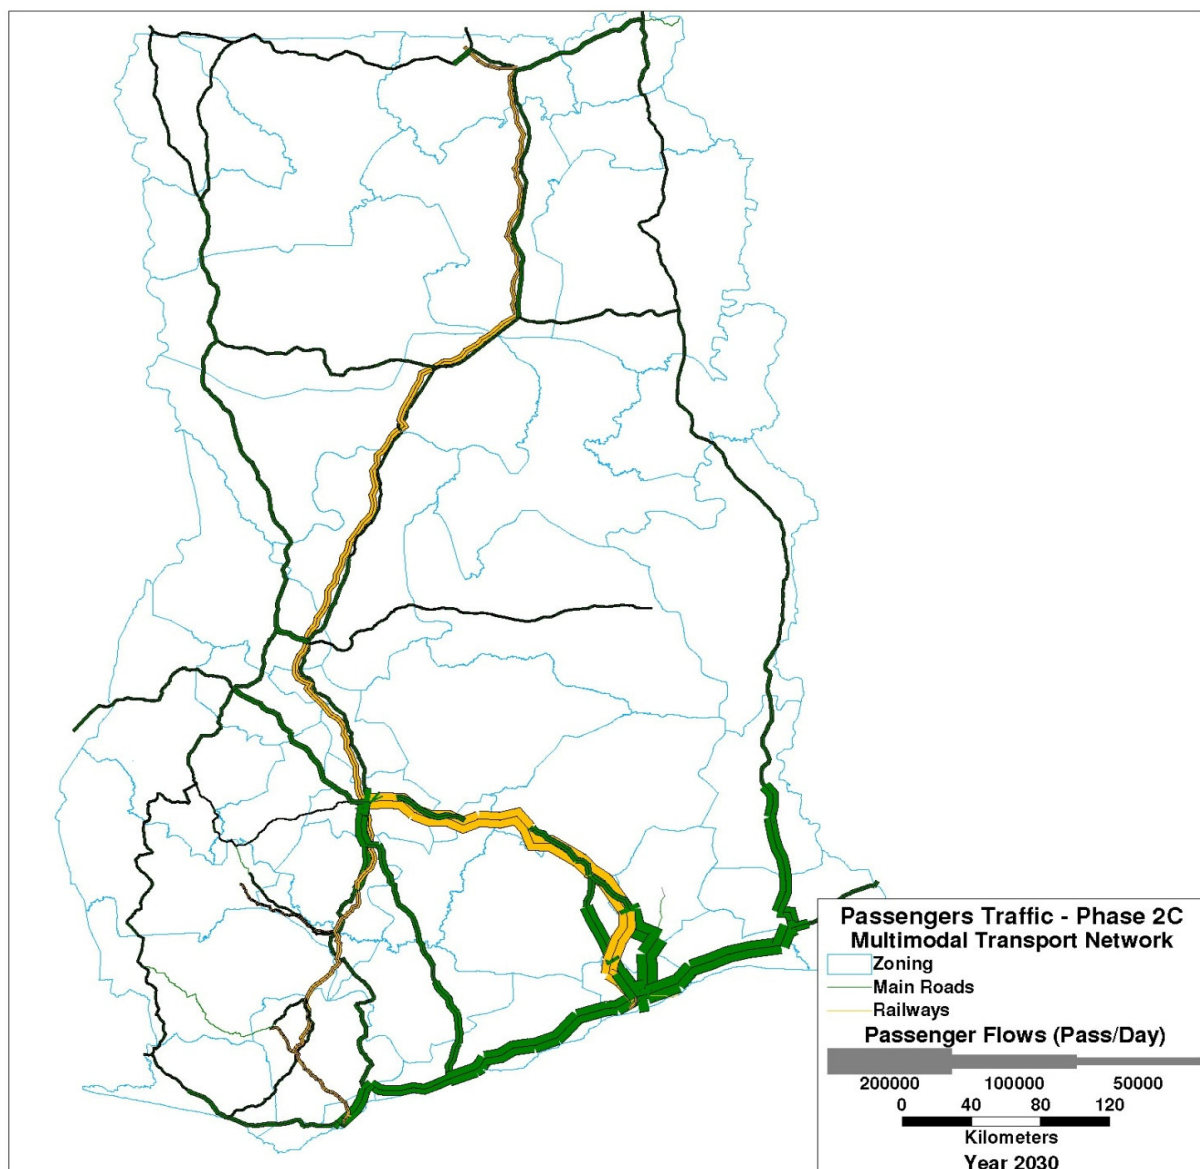 Passengers Traffic - Phase 2C
Multimodal Transport Network
Zoning
Main Roads
Railways
Passenger Flows (Pass/Day)
200000 100000 50000
0 40 80 120
Kilometers
Year 2030